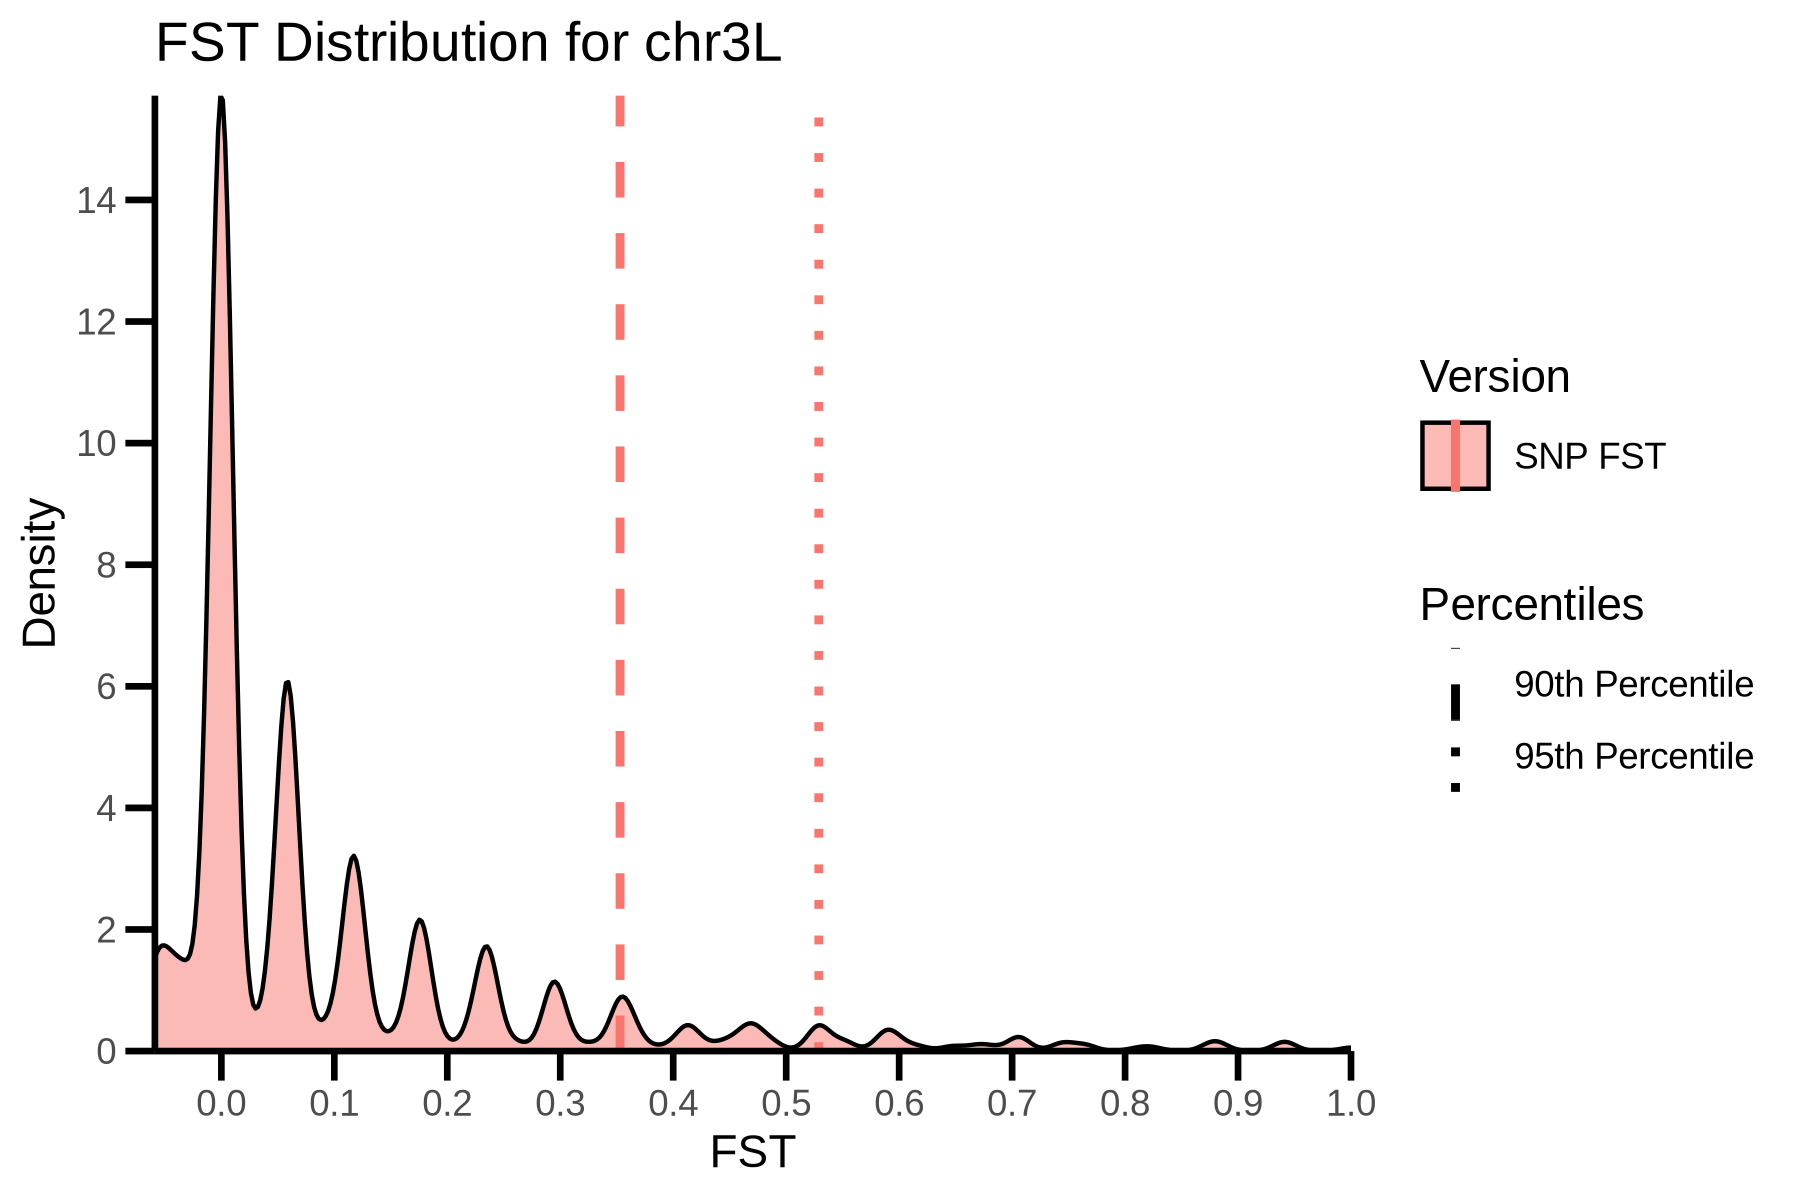 FST Distribution for chr3L
Density
14
12
10
8
6
4
2
0
0.0 0.1 0.2 0.3 0.4 0.5 0.6 0.7 0.8 0.9 1.0
FST
Version
SNP FST
Percentiles
90th Percentile
95th Percentile